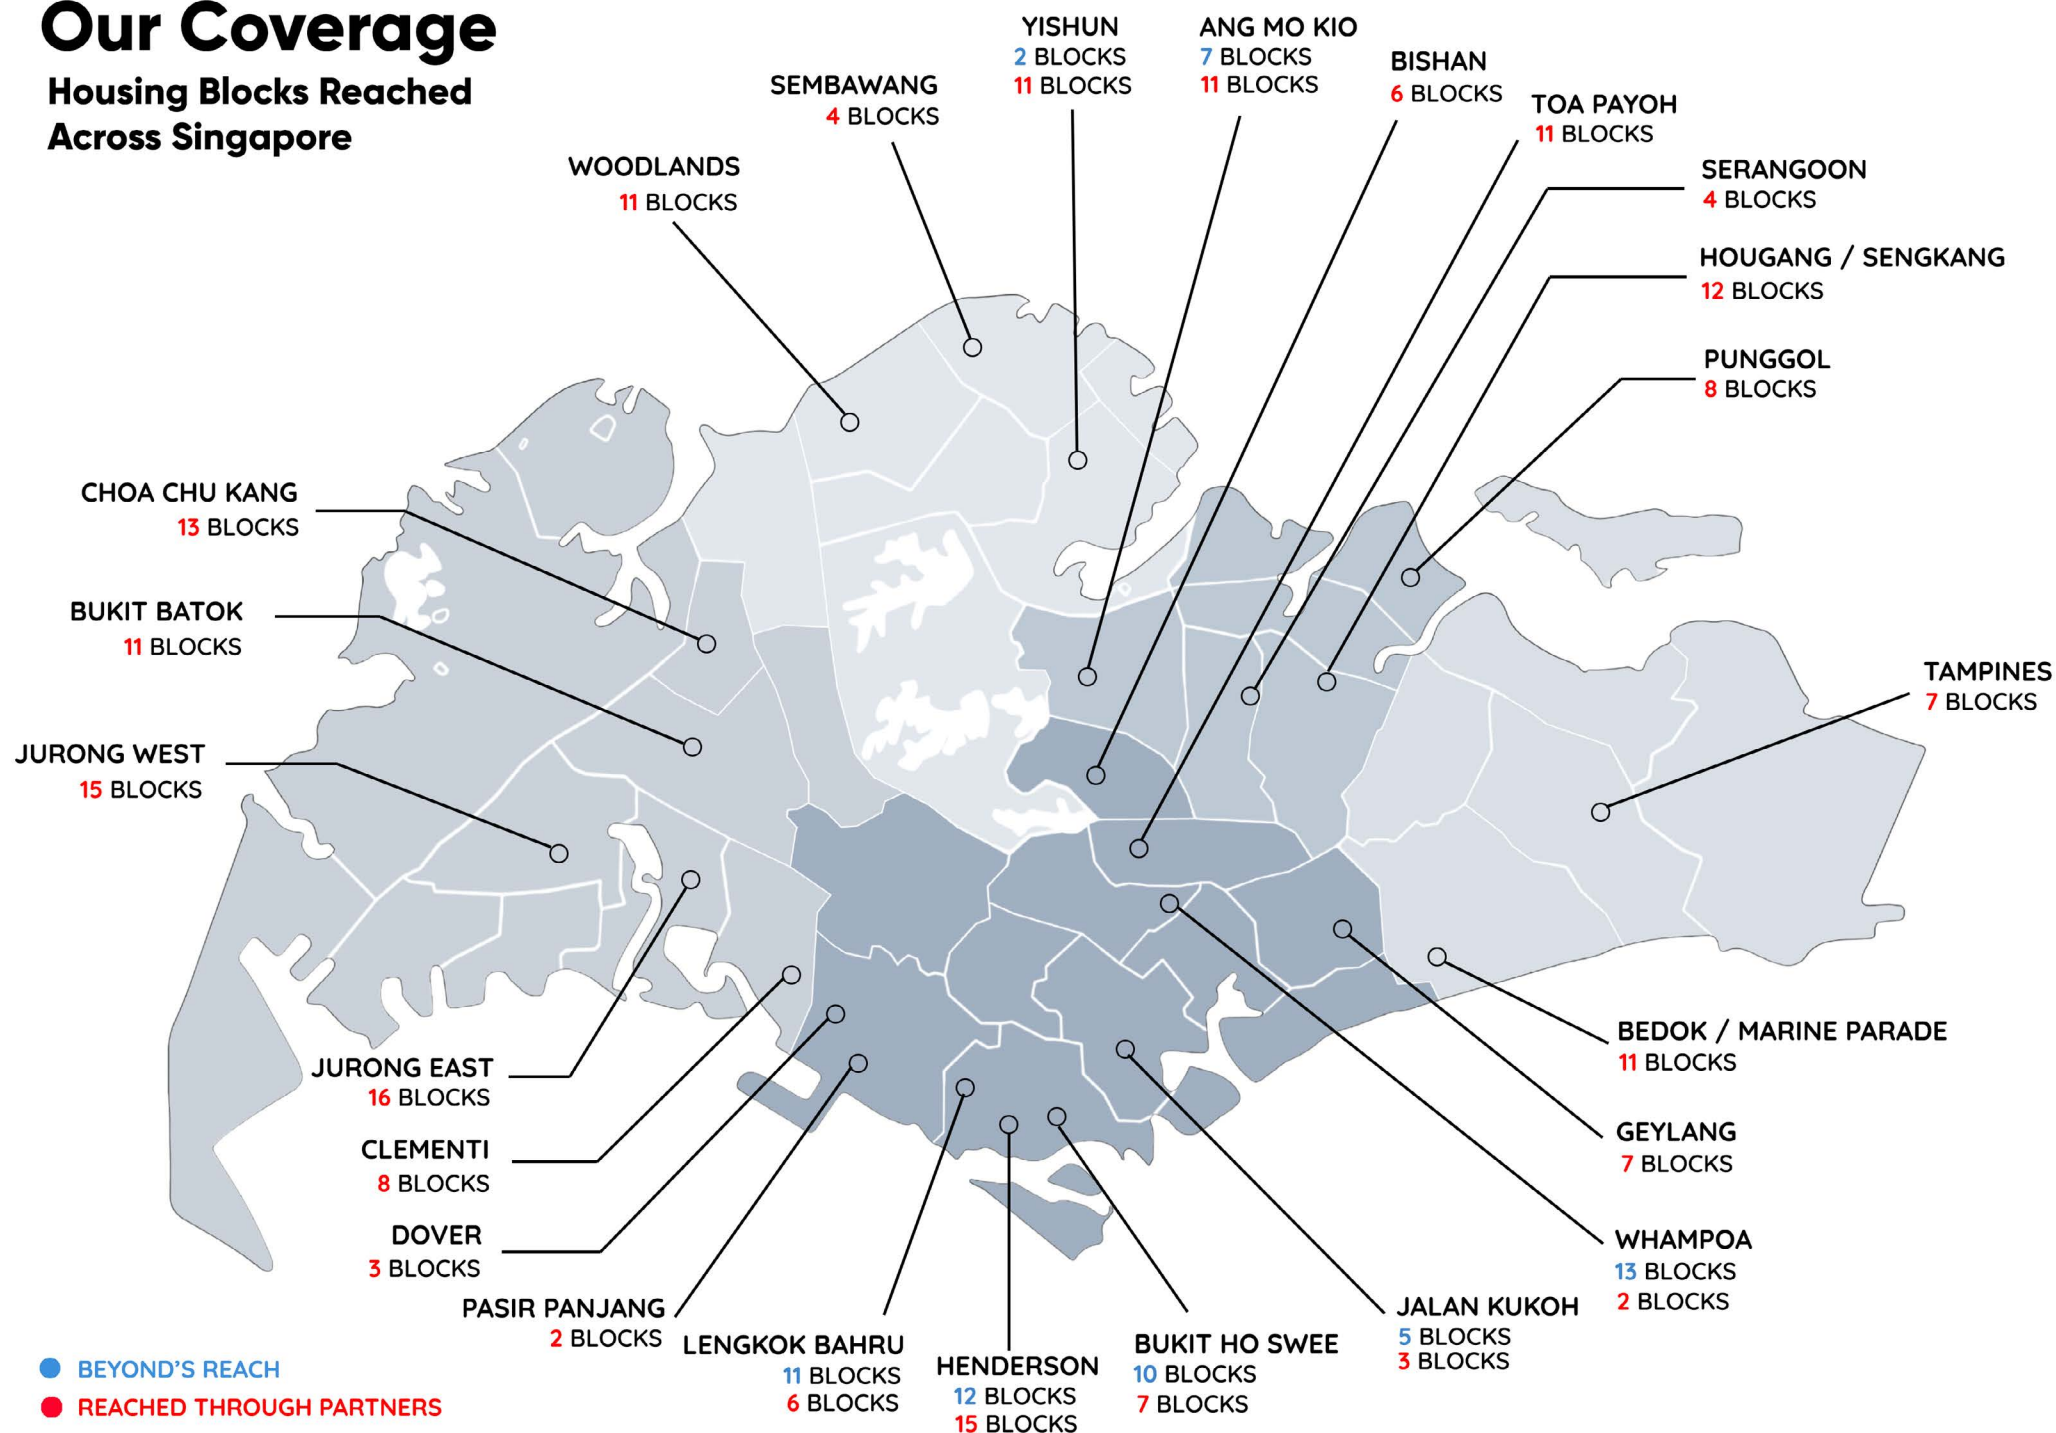 Our Coverage
Housing Blocks Reached
Across Singapore
YISHUN
2 BLOCKS
11 BLOCKS
ANG MO KIO
7 BLOCKS
11 BLOCKS
BISHAN
6 BLOCKS
SEMBAWANG
4 BLOCKS
TOA PAYOH
11 BLOCKS
WOODLANDS
11 BLOCKS
SERANGOON
4 BLOCKS
HOUGANG / SENGKANG
12 BLOCKS
PUNGGOL
8 BLOCKS
CHOA CHU KANG
13 BLOCKS
BUKIT BATOK
11 BLOCKS
TAMPINES
7 BLOCKS
JURONG WEST
15 BLOCKS
BEDOK / MARINE PARADE
11 BLOCKS
JURONG EAST
16 BLOCKS
GEYLANG
7 BLOCKS
CLEMENTI
8 BLOCKS
DOVER
3 BLOCKS
WHAMPOA
13 BLOCKS
2 BLOCKS
PASIR PANJANG
2 BLOCKS
LENGKOK BAHRU
11 BLOCKS
6 BLOCKS
HENDERSON
12 BLOCKS
15 BLOCKS
BUKIT HO SWEE
10 BLOCKS
7 BLOCKS
JALAN KUKOH
5 BLOCKS
3 BLOCKS
BEYOND'S REACH
REACHED THROUGH PARTNERS